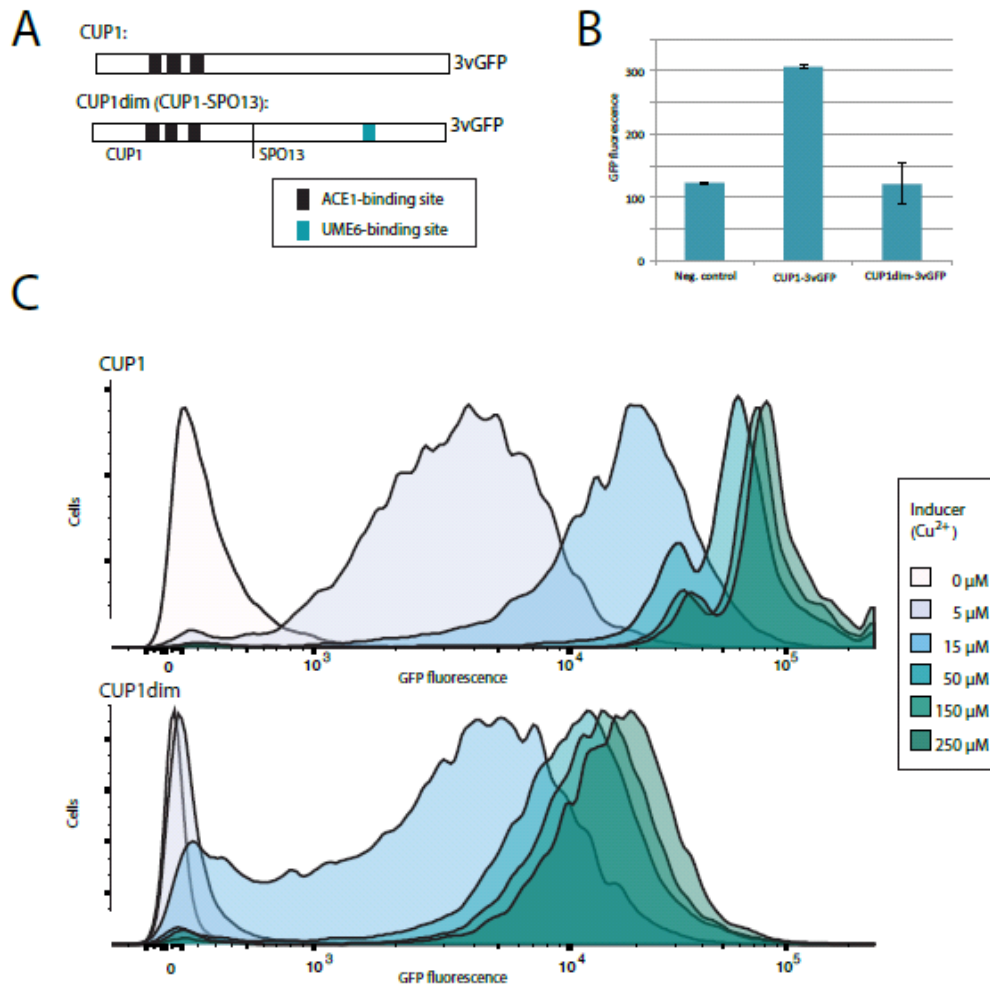 A
CUP1:
3vGFP
CUP1dim (CUP1-SPO13):
3vGFP
CUP1
SPO13
ACE1-binding site
UME6-binding site
B
GFP fluorescence
300
200
100
0
Neg. control
CUP1-3vGFP
CUP1dim-3vGFP
C
CUP1
Cells
0
10³
10⁴
10⁵
GFP fluorescence
CUP1dim
Cells
0
10³
10⁴
10⁵
GFP fluorescence
Inducer
(Cu²⁺)
0 µM
5 µM
15 µM
50 µM
150 µM
250 µM